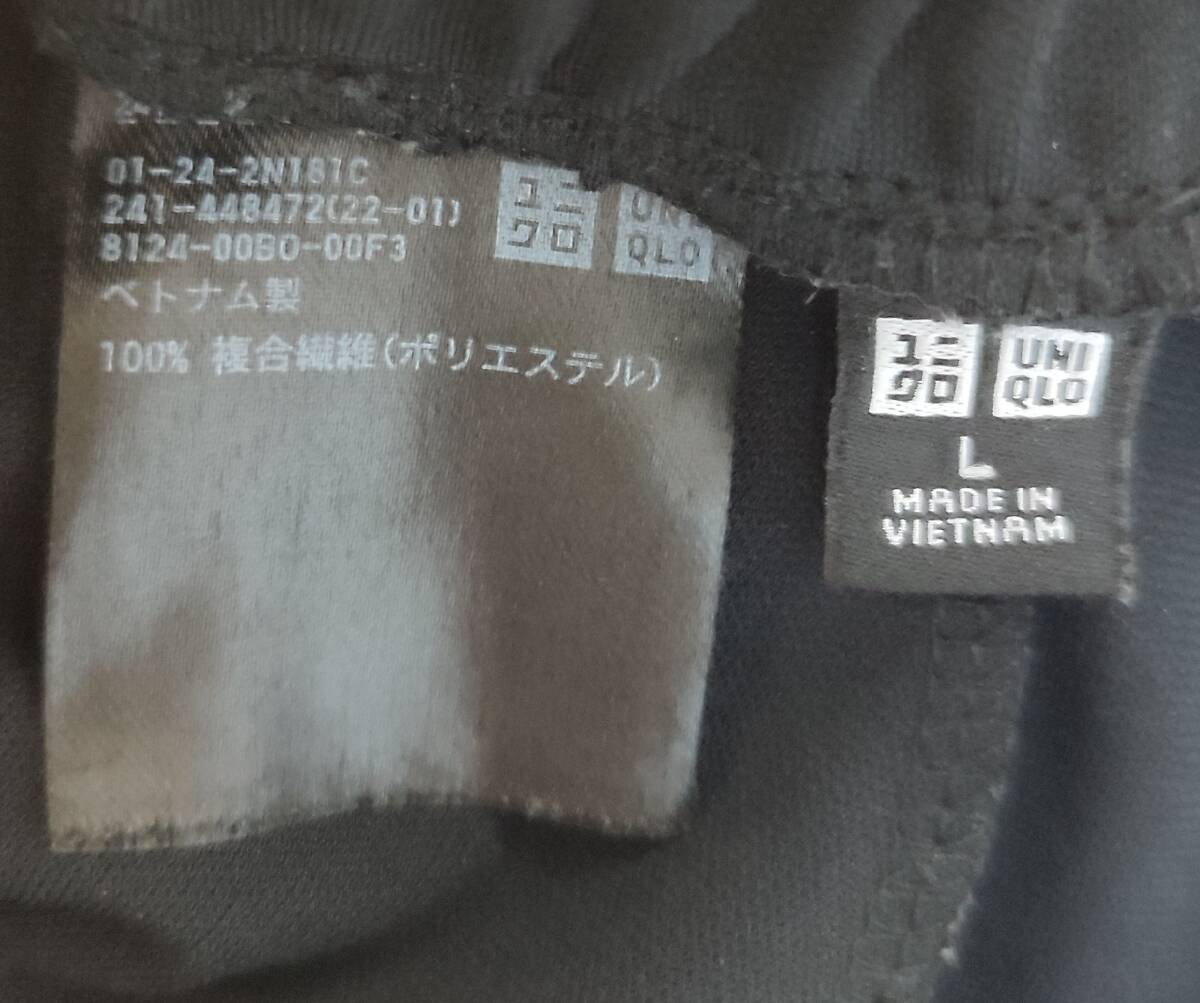 01-24-2N181C
241-448472(22-01)
8124-00B0-00F3
ベトナム製
100% 複合繊維(ポリエステル)
ユニ
クロ
UNI
QLO
ユニ
クロ
UNI
QLO
L
MADE IN
VIETNAM